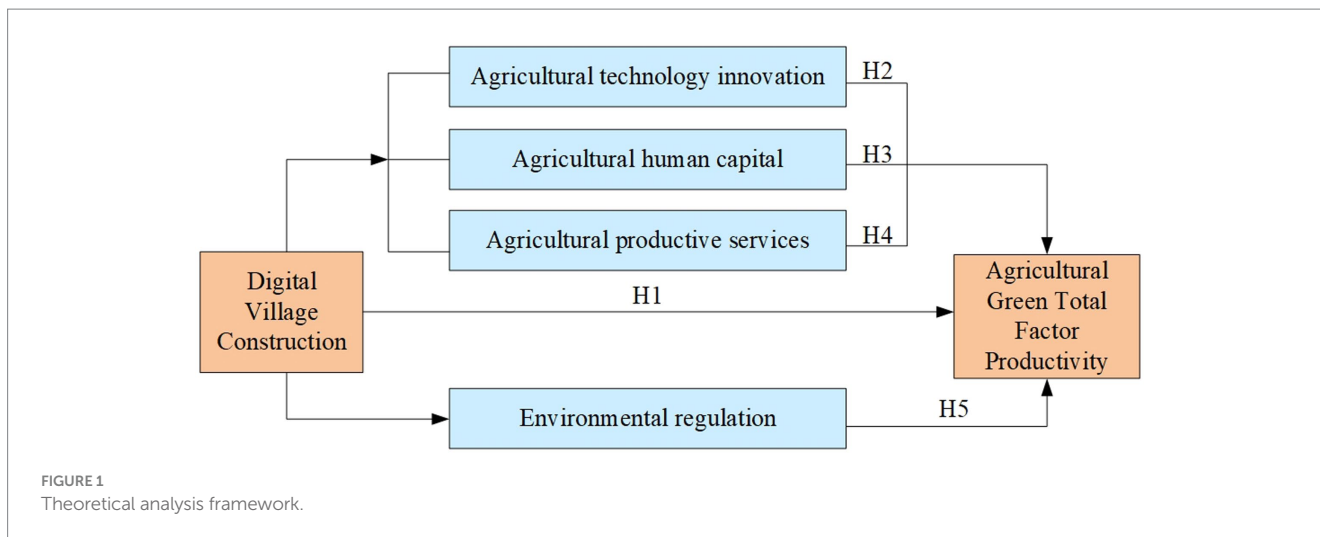 Agricultural technology innovation
H2
Agricultural human capital
H3
Agricultural productive services
H4
Digital
Village
Construction
H1
Agricultural
Green Total
Factor
Productivity
Environmental regulation
H5
FIGURE 1
Theoretical analysis framework.